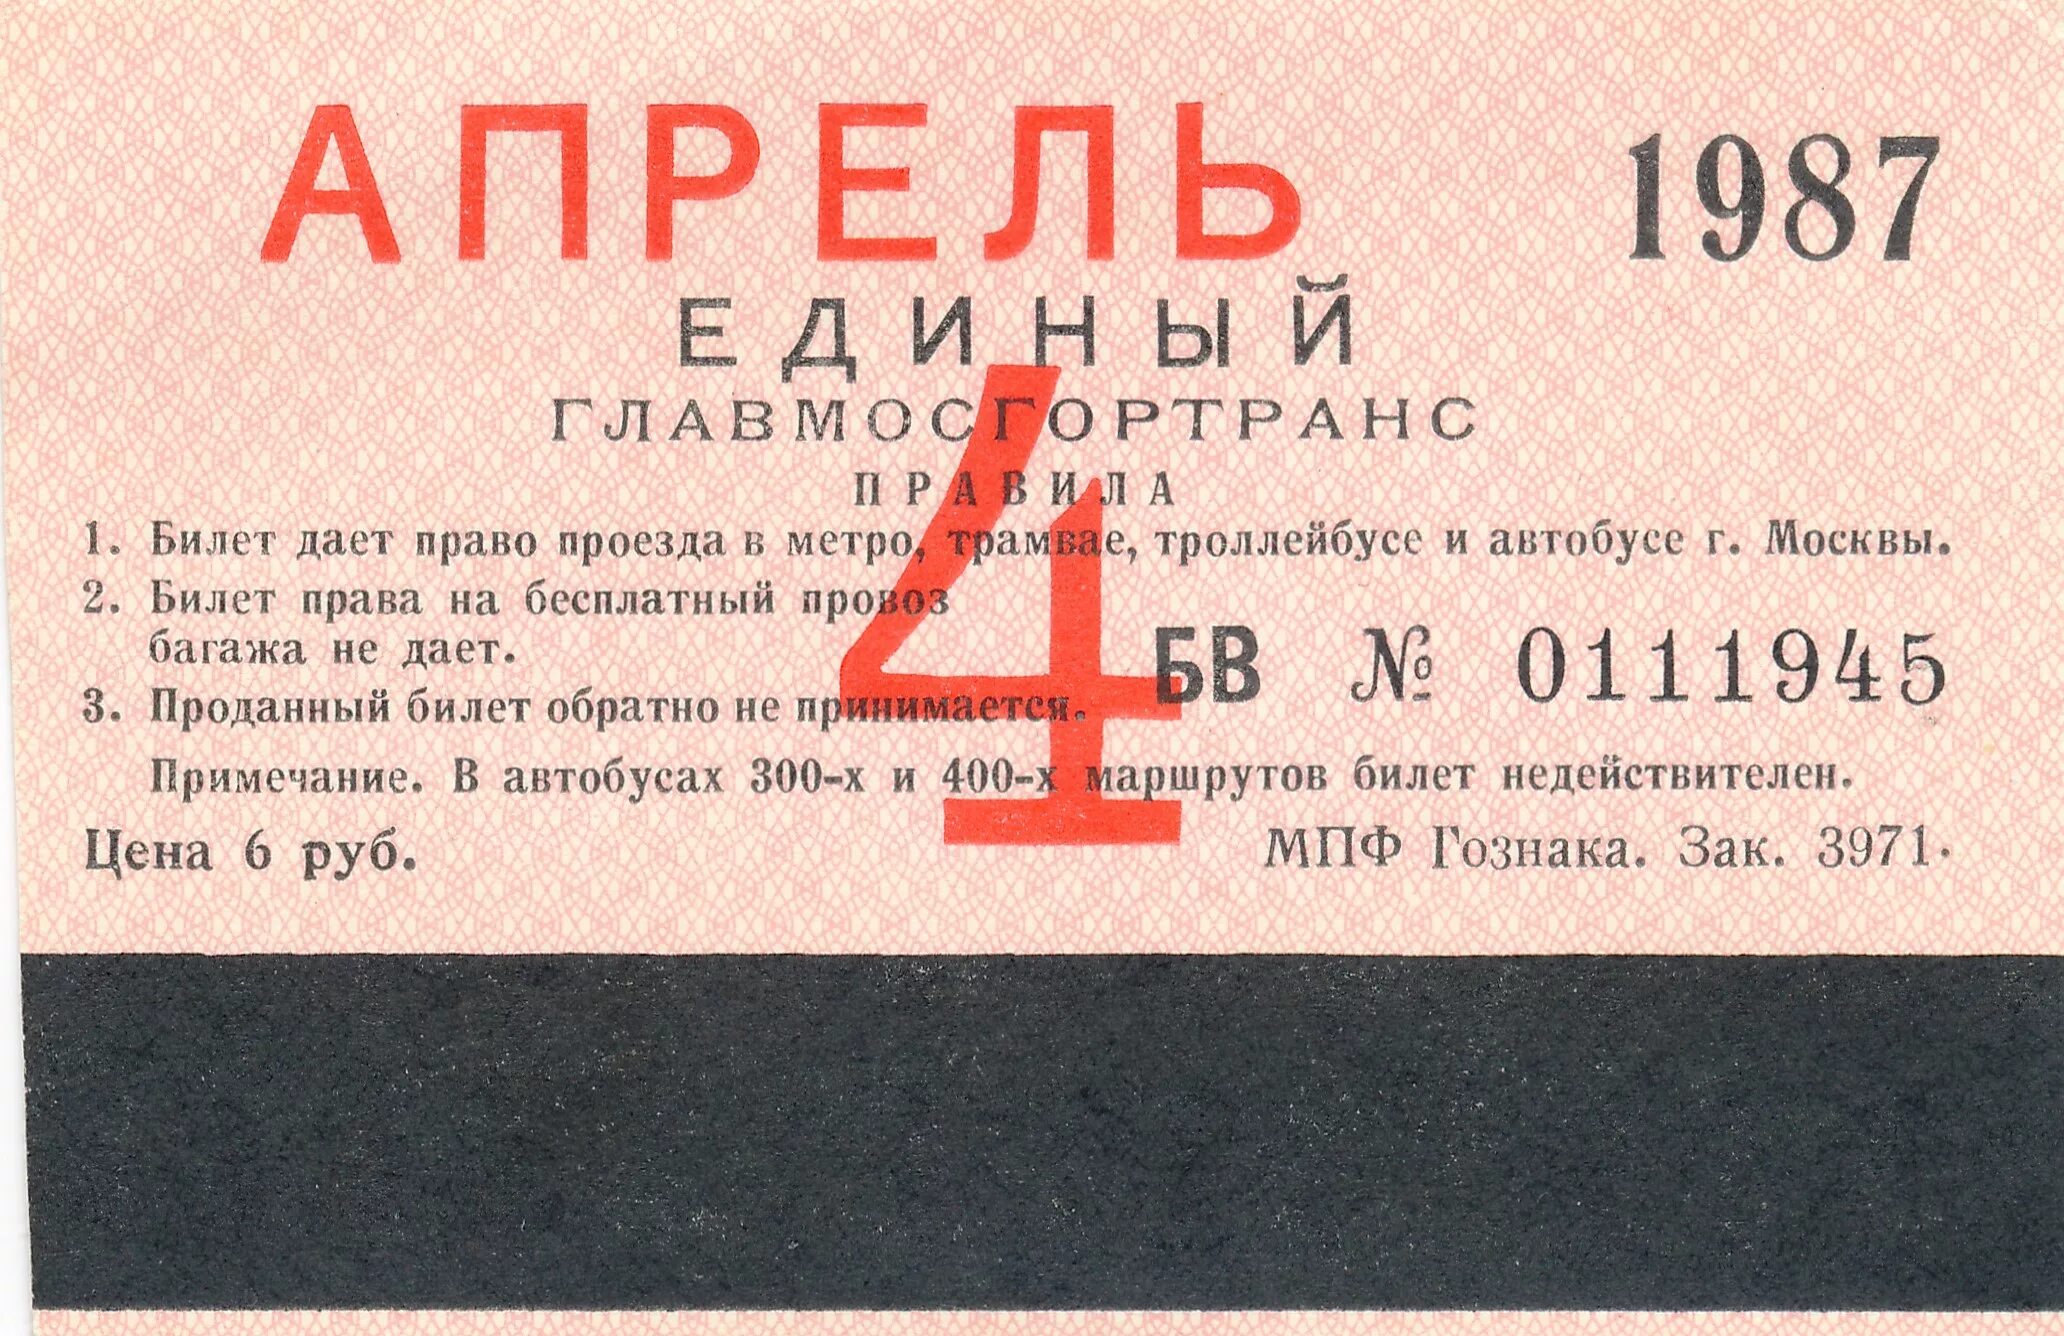 АПРЕЛЬ 1987
ЕДИНЫЙ
ГЛАВМОСГОРТРАНС
ПРАВИЛА
1. Билет дает право проезда в метро, трамвае, троллейбусе и автобусе г. Москвы.
2. Билет права на бесплатный провоз
багажа не дает.
3. Проданный билет обратно не принимается.
4
БВ № 0111945
Примечание. В автобусах 300-х и 400-х маршрутов билет недействителен.
Цена 6 руб. МПФ Гознака. Зак. 3971.